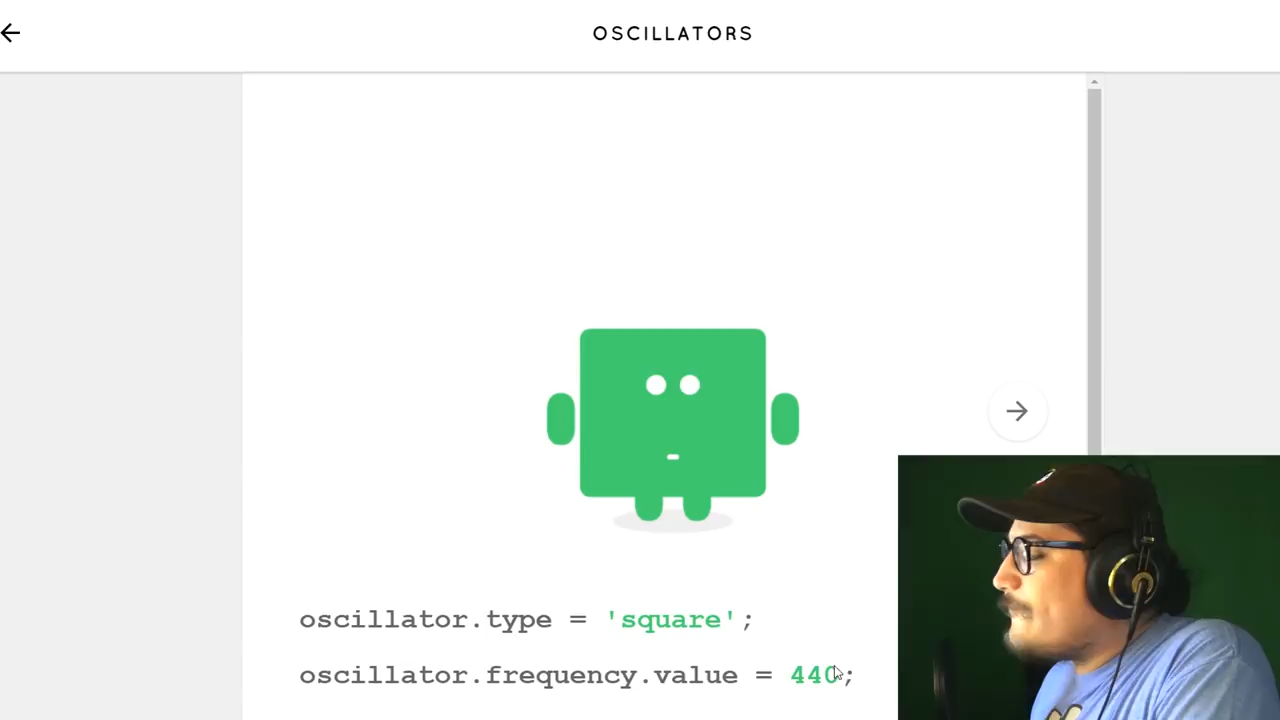 OSCILLATORS
oscillator.type = 'square';
oscillator.frequency.value = 440;